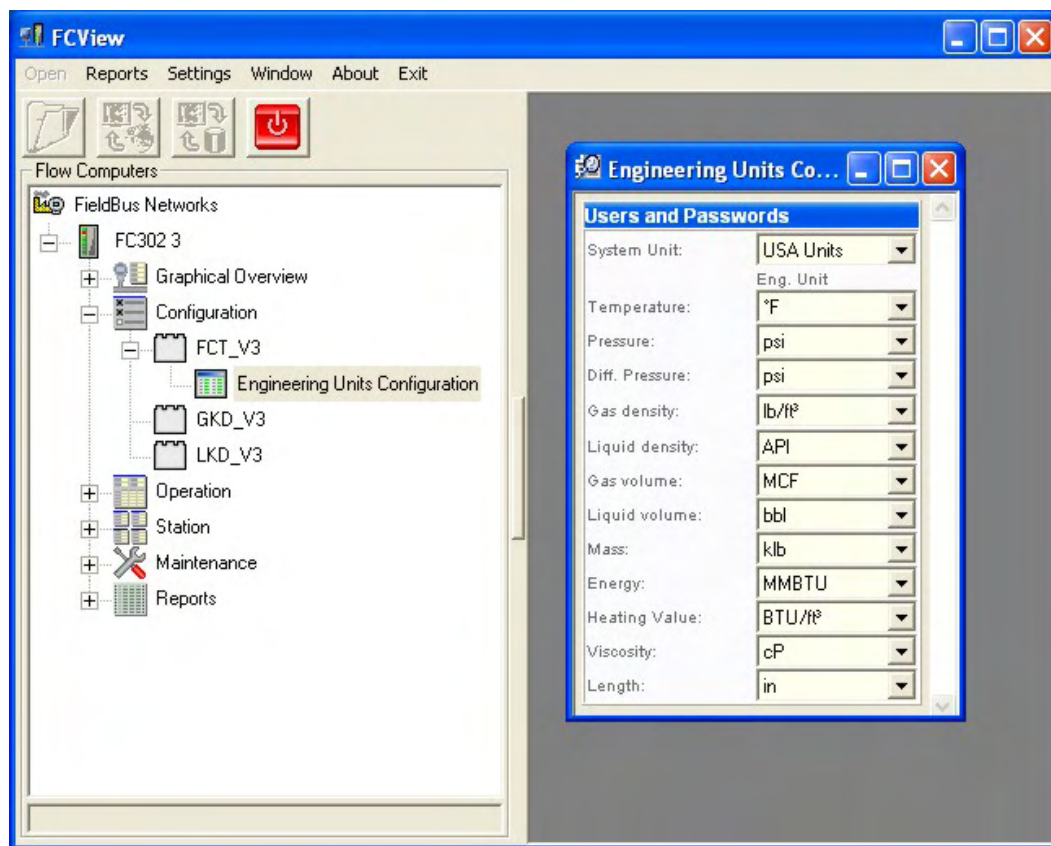 FCView
Open Reports Settings Window About Exit
Flow Computers
FieldBus Networks
FC302 3
Graphical Overview
Configuration
FCT_V3
Engineering Units Configuration
GKD_V3
LKD_V3
Operation
Station
Maintenance
Reports
Engineering Units Co...
Users and Passwords
System Unit: USA Units
Eng. Unit
Temperature: °F
Pressure: psi
Diff. Pressure: psi
Gas density: lb/ft³
Liquid density: API
Gas volume: MCF
Liquid volume: bbl
Mass: klb
Energy: MMBTU
Heating Value: BTU/ft³
Viscosity: cP
Length: in